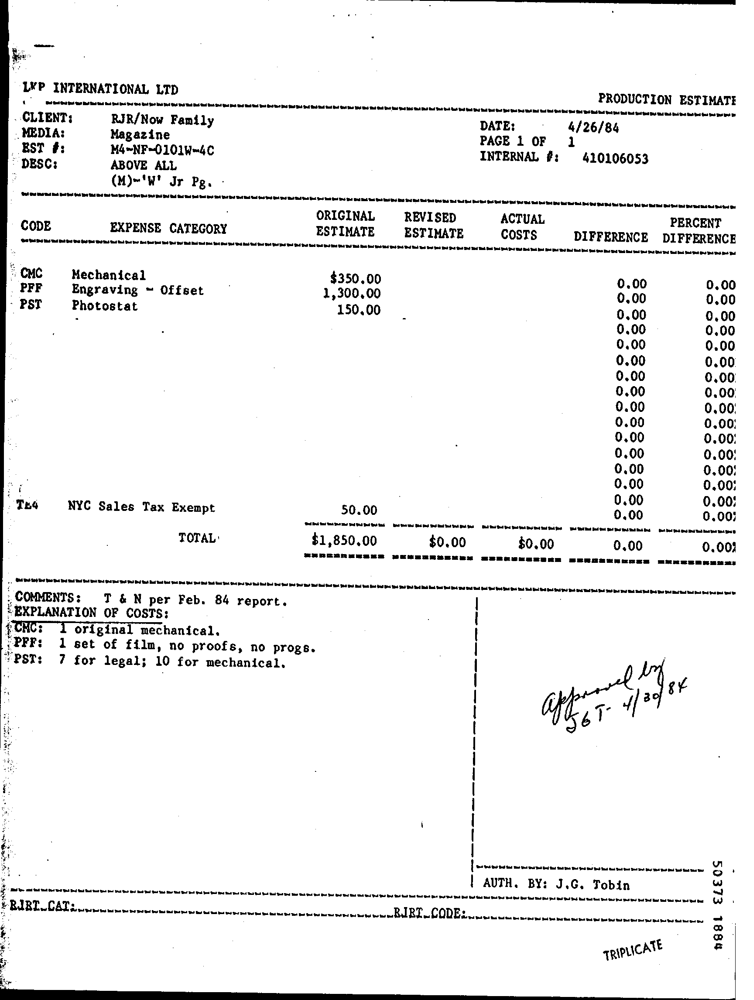 LVP INTERNATIONAL LTD
PRODUCTION ESTIMATE
CLIENT: RJR/Now Family
DATE: 4/26/84
MEDIA: Magazine
PAGE 1 OF 1
EST #: M4-NF-0101W-4C
INTERNAL #: 410106053
DESC: ABOVE ALL
(M)-'W' Jr Pg.
CODE EXPENSE CATEGORY ORIGINAL ESTIMATE REVISED ESTIMATE ACTUAL COSTS DIFFERENCE PERCENT DIFFERENCE
CMC Mechanical $350.00 0.00 0.00
PFF Engraving - Offset 1,300.00 0.00 0.00
PST Photostat 150.00 0.00 0.00
0.00 0.00
0.00 0.00
0.00 0.00
0.00 0.00
0.00 0.00
0.00 0.00
0.00 0.00
0.00 0.00
0.00 0.00
0.00 0.00
0.00 0.00
0.00 0.00%
TE4 NYC Sales Tax Exempt 50.00 0.00 0.00%
TOTAL $1,850.00 $0.00 $0.00 0.00 0.00%
COMMENTS: T & N per Feb. 84 report.
EXPLANATION OF COSTS:
CMC: 1 original mechanical.
PFF: 1 set of film, no proofs, no progs.
PST: 7 for legal; 10 for mechanical.
Approved by
JGT- 4/30/84
AUTH. BY: J.G. Tobin
RJRT CAT: RJRT CODE:
TRIPLICATE
50373 1884